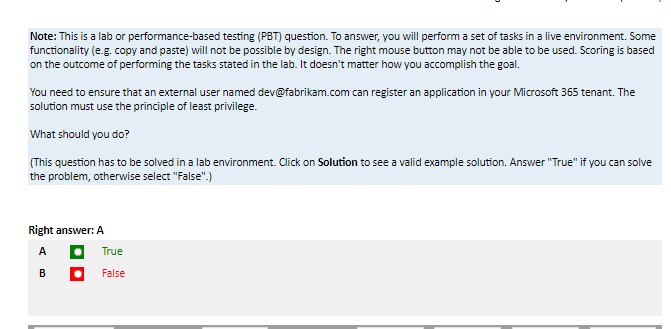 Note: This is a lab or performance-based testing (PBT) question. To answer, you will perform a set of tasks in a live environment. Some
functionality (e.g. copy and paste) will not be possible by design. The right mouse button may not be able to be used. Scoring is based
on the outcome of performing the tasks stated in the lab. It doesn't matter how you accomplish the goal.
You need to ensure that an external user named dev@fabrikam.com can register an application in your Microsoft 365 tenant. The
solution must use the principle of least privilege.
What should you do?
(This question has to be solved in a lab environment. Click on Solution to see a valid example solution. Answer "True" if you can solve
the problem, otherwise select "False".)
Right answer: A
A True
B False